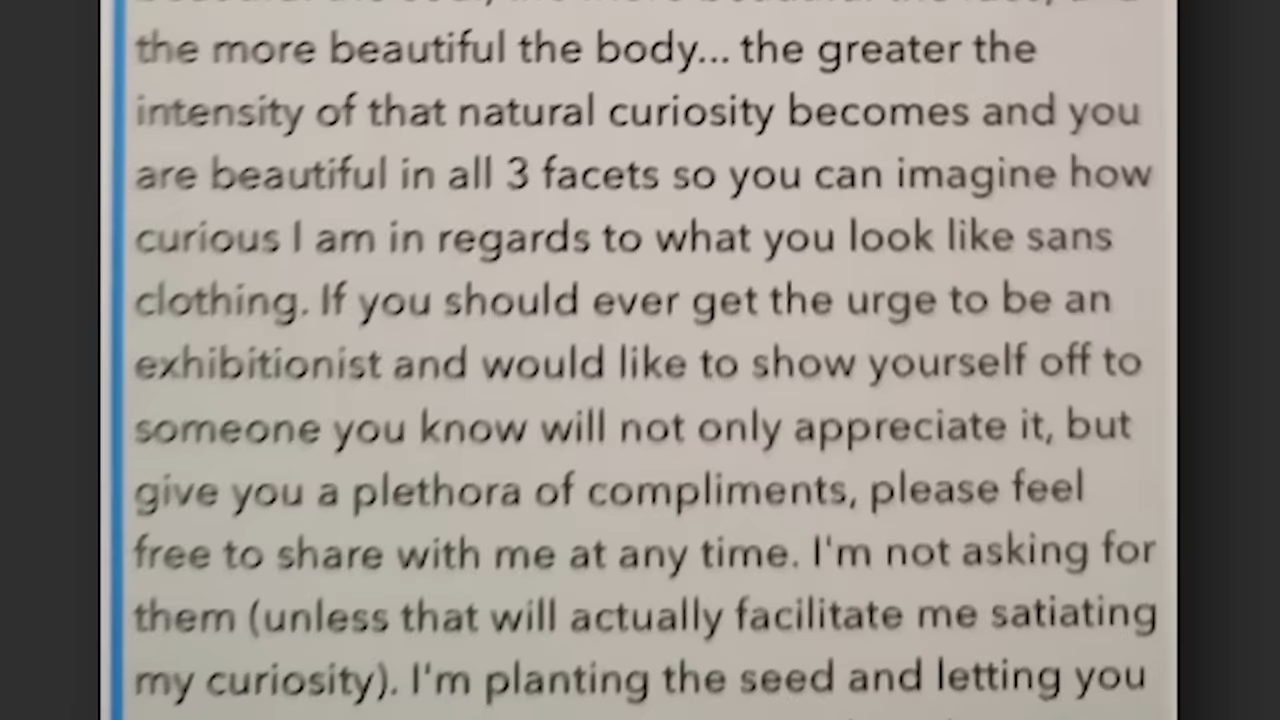 the more beautiful the body... the greater the
intensity of that natural curiosity becomes and you
are beautiful in all 3 facets so you can imagine how
curious I am in regards to what you look like sans
clothing. If you should ever get the urge to be an
exhibitionist and would like to show yourself off to
someone you know will not only appreciate it, but
give you a plethora of compliments, please feel
free to share with me at any time. I'm not asking for
them (unless that will actually facilitate me satiating
my curiosity). I'm planting the seed and letting you